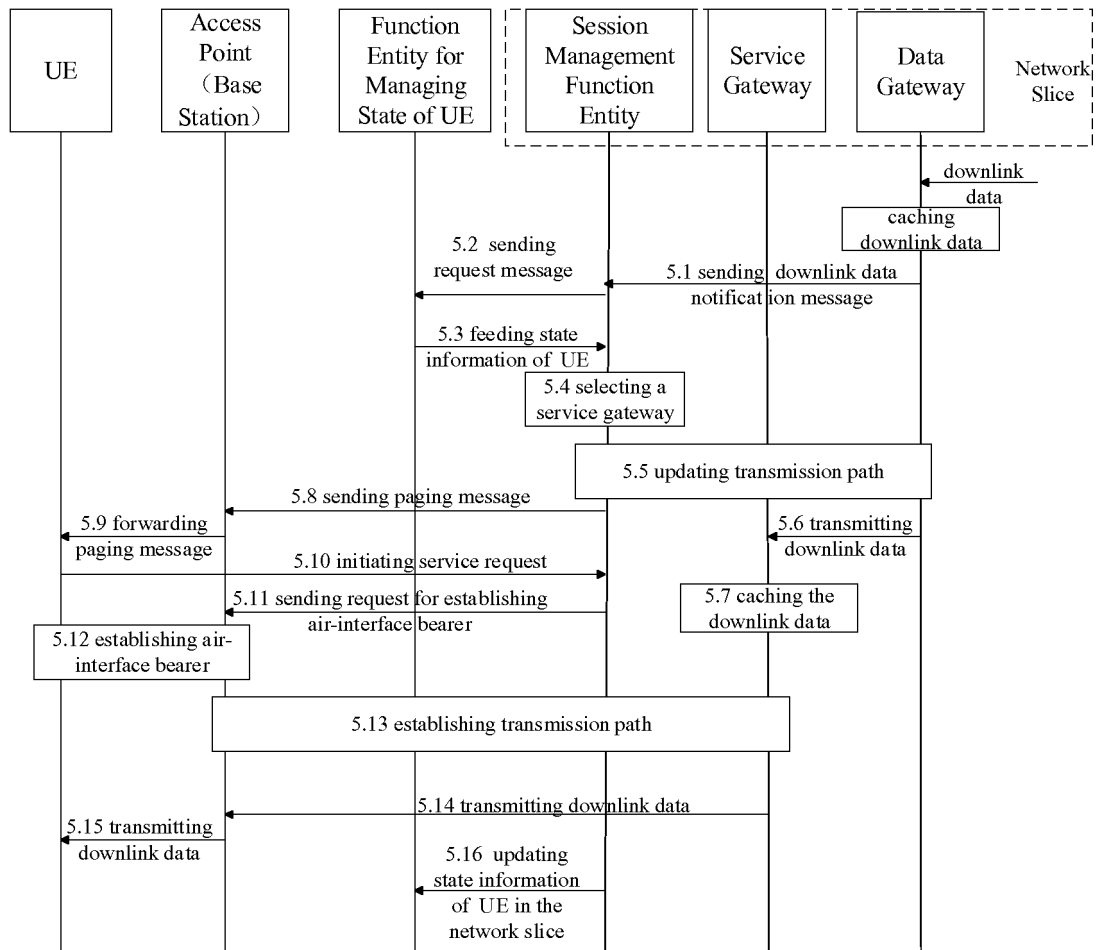 UE
Access
Point
（Base
Station）
Function
Entity for
Managing
State of UE
Session
Management
Function
Entity
Service
Gateway
Data
Gateway
Network
Slice
downlink
data
caching
downlink data
5.2 sending
request message
5.1 sending downlink data
notification message
5.3 feeding state
information of UE
5.4 selecting a
service gateway
5.5 updating transmission path
5.8 sending paging message
5.9 forwarding
paging message
5.6 transmitting
downlink data
5.10 initiating service request
5.7 caching the
downlink data
5.11 sending request for establishing
air-interface bearer
5.12 establishing air-
interface bearer
5.13 establishing transmission path
5.14 transmitting downlink data
5.15 transmitting
downlink data
5.16 updating
state information
of UE in the
network slice